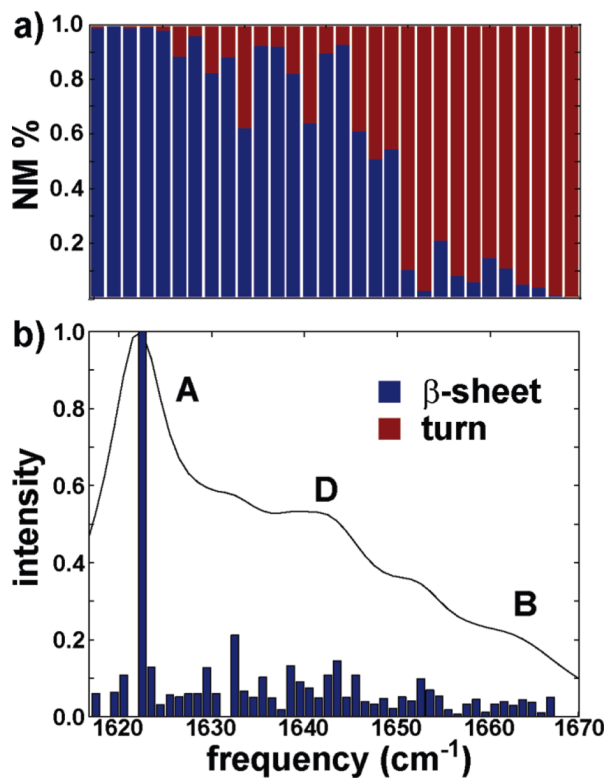 a)
1.0
0.8
0.6
0.4
0.2
NM %
b)
1.0
0.8
0.6
0.4
0.2
0.0
intensity
A
D
B
β-sheet
turn
1620 1630 1640 1650 1660 1670
frequency (cm⁻¹)